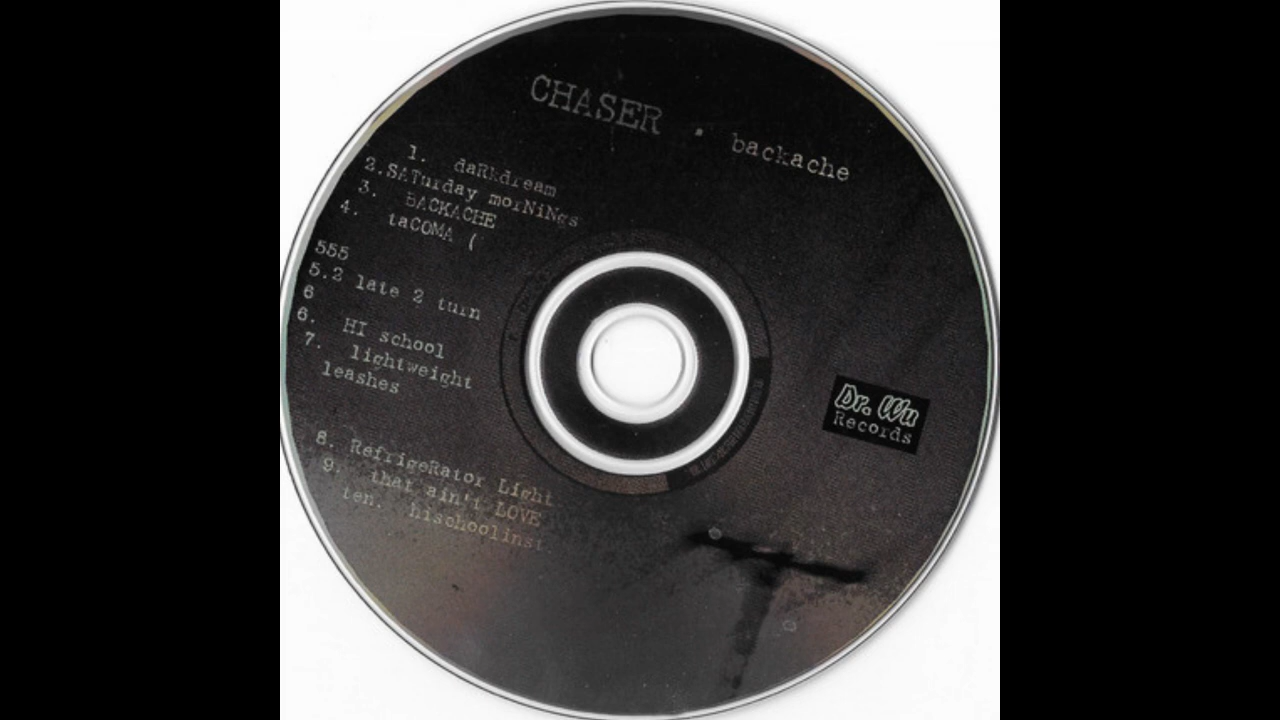 CHASER . backache
1. daRkdream
2.SATurday morNiNgs
3. BACKACHE
4. taCOMA (
555
5.2 late 2 turn
6
6. HI school
7. lightweight
leashes
8. RefrigeRator Light
9. that ain't LOVE
ten. hischoolinst
Dr. Wu
Records